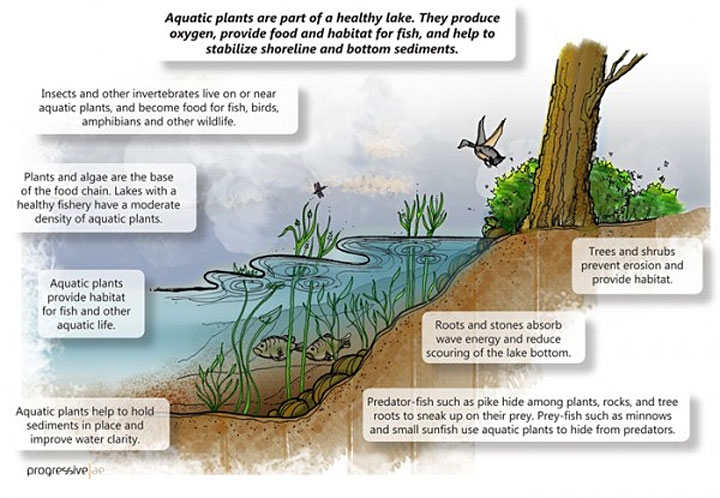 Aquatic plants are part of a healthy lake. They produce
oxygen, provide food and habitat for fish, and help to
stabilize shoreline and bottom sediments.
Insects and other invertebrates live on or near
aquatic plants, and become food for fish, birds,
amphibians and other wildlife.
Plants and algae are the base
of the food chain. Lakes with a
healthy fishery have a moderate
density of aquatic plants.
Aquatic plants
provide habitat
for fish and other
aquatic life.
Trees and shrubs
prevent erosion and
provide habitat.
Roots and stones absorb
wave energy and reduce
scouring of the lake bottom.
Aquatic plants help to hold
sediments in place and
improve water clarity.
Predator-fish such as pike hide among plants, rocks, and tree
roots to sneak up on their prey. Prey-fish such as minnows
and small sunfish use aquatic plants to hide from predators.
progressive|ae